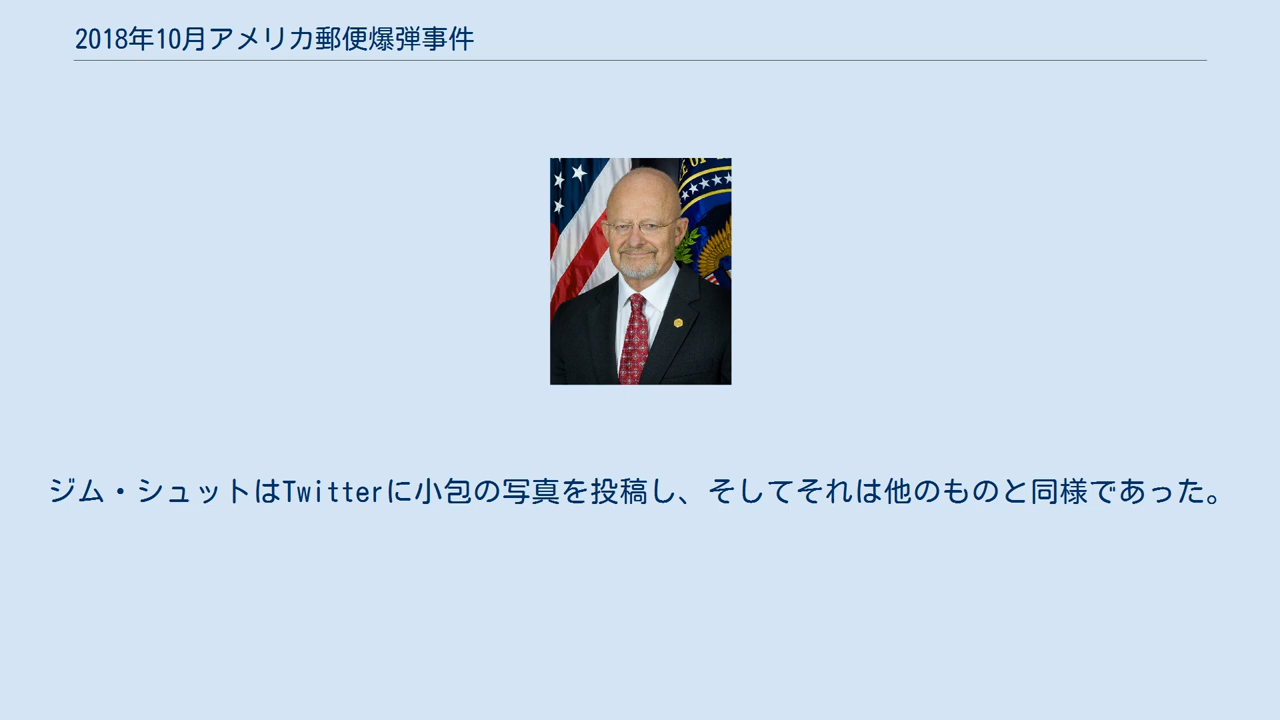 2018年10月アメリカ郵便爆弾事件
ジム・シュットはTwitterに小包の写真を投稿し、そしてそれは他のものと同様であった。